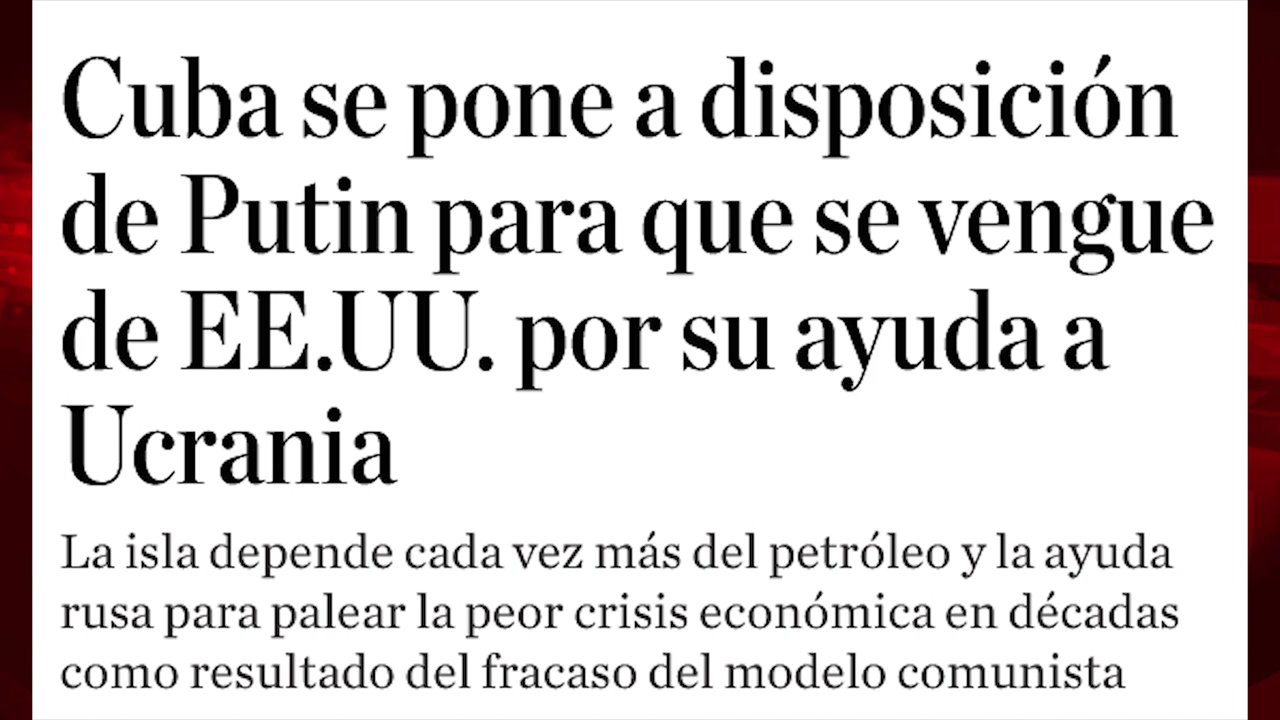 Cuba se pone a disposición
de Putin para que se vengue
de EE.UU. por su ayuda a
Ucrania
La isla depende cada vez más del petróleo y la ayuda
rusa para palear la peor crisis económica en décadas
como resultado del fracaso del modelo comunista